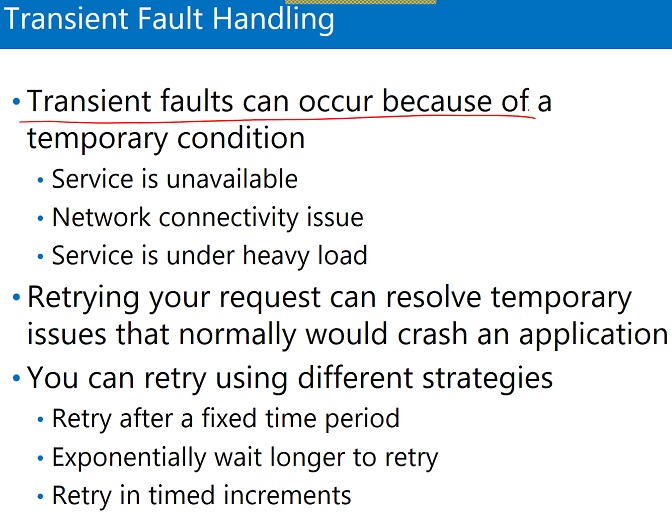 Transient Fault Handling
• Transient faults can occur because of a
temporary condition
• Service is unavailable
• Network connectivity issue
• Service is under heavy load
• Retrying your request can resolve temporary
issues that normally would crash an application
• You can retry using different strategies
• Retry after a fixed time period
• Exponentially wait longer to retry
• Retry in timed increments